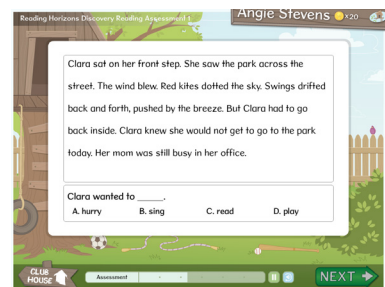 Reading Horizons Discovery Reading Assessment 1
Angie Stevens
×20
Clara sat on her front step. She saw the park across the
street. The wind blew. Red kites dotted the sky. Swings drifted
back and forth, pushed by the breeze. But Clara had to go
back inside. Clara knew she would not get to go to the park
today. Her mom was still busy in her office.
Clara wanted to _____.
A. hurry B. sing C. read D. play
CLUB
HOUSE
Assessment
NEXT